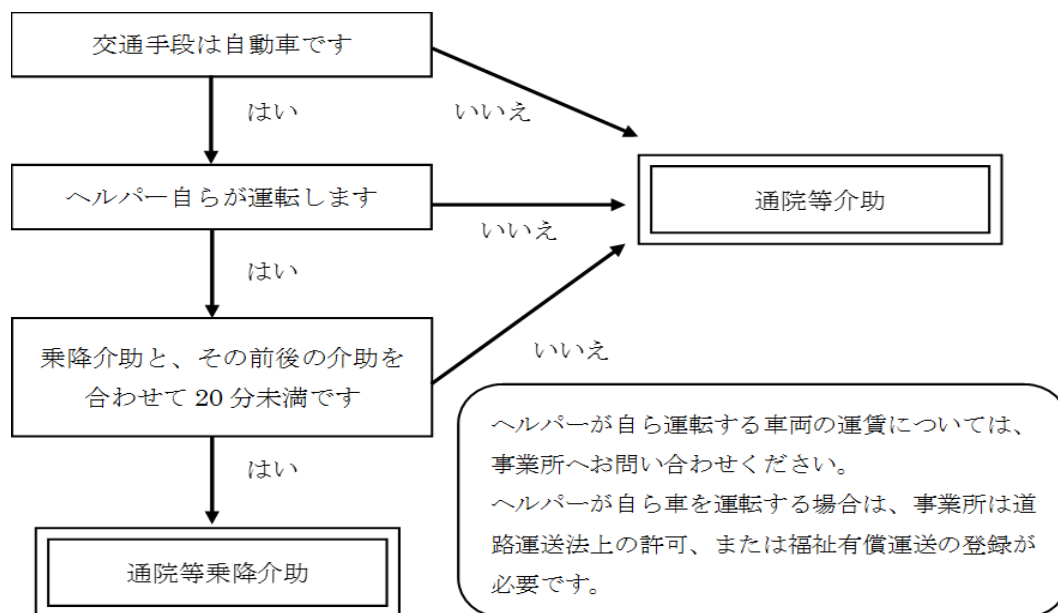 交通手段は自動車です
はい
いいえ
ヘルパー自らが運転します
通院等介助
いいえ
はい
乗降介助と、その前後の介助を
合わせて 20 分未満です
いいえ
ヘルパーが自ら運転する車両の運賃については、
事業所へお問い合わせください。
ヘルパーが自ら車を運転する場合は、事業所は道
路運送法上の許可、または福祉有償運送の登録が
必要です。
はい
通院等乗降介助